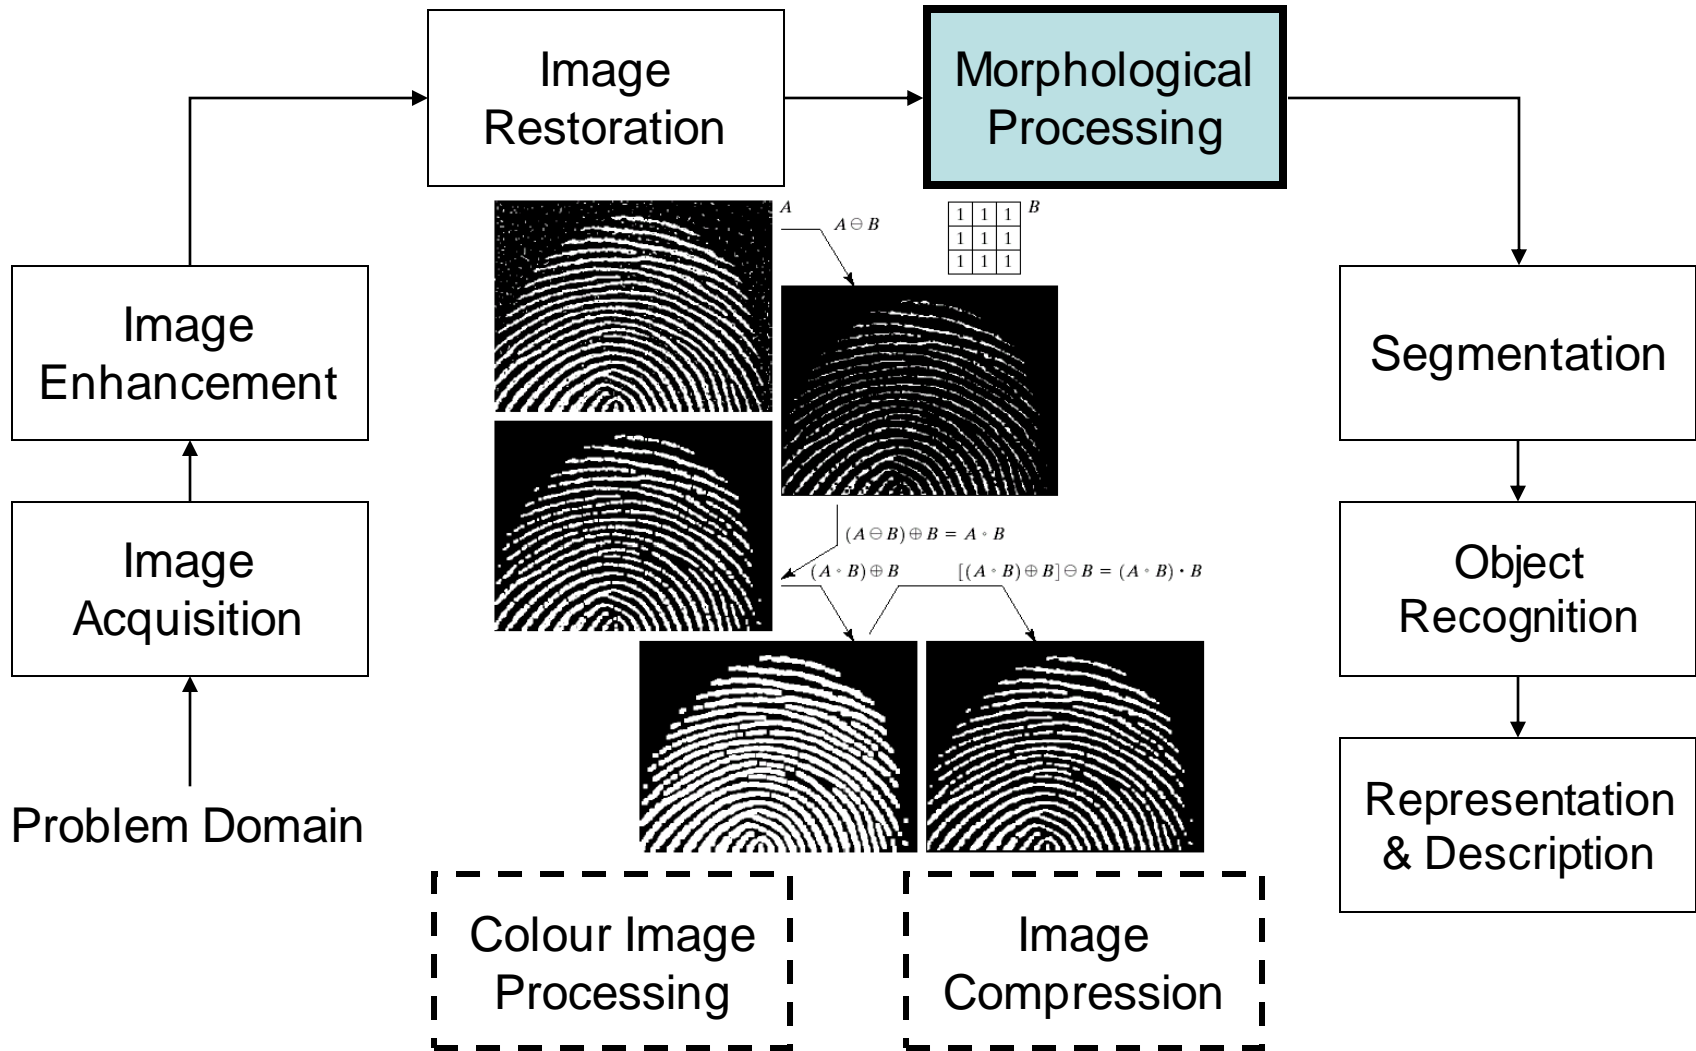 Image
Restoration
Morphological
Processing
A
A ⊖ B
1 1 1
1 1 1
1 1 1
B
Image
Enhancement
Segmentation
Image
Acquisition
(A ⊖ B) ⊕ B = A ∘ B
(A ∘ B) ⊕ B
[(A ∘ B) ⊕ B] ⊖ B = (A ∘ B) • B
Object
Recognition
Problem Domain
Representation
& Description
Colour Image
Processing
Image
Compression